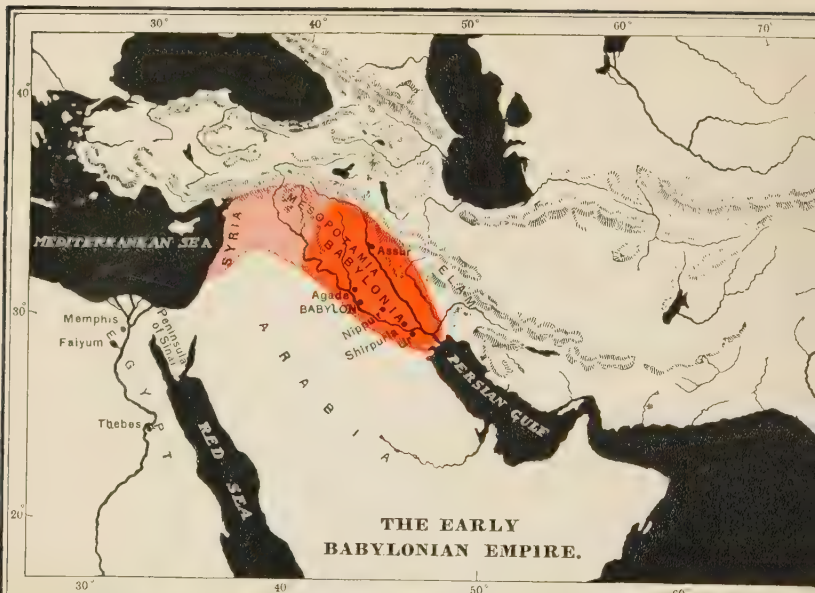 30°
40°
50°
60°
70°
40°
30°
20°
MEDITERRANEAN SEA
SYRIA
MESOPOTAMIA
BABYLONIA
Assur
ELAM
Agade
BABYLON
Nippur
Shirpurla
Ur
Memphis
Faiyum
Peninsula
of Sinai
EGYPT
Thebes
ARABIA
RED SEA
PERSIAN GULF
THE EARLY
BABYLONIAN EMPIRE.
30°
40°
50°
60°